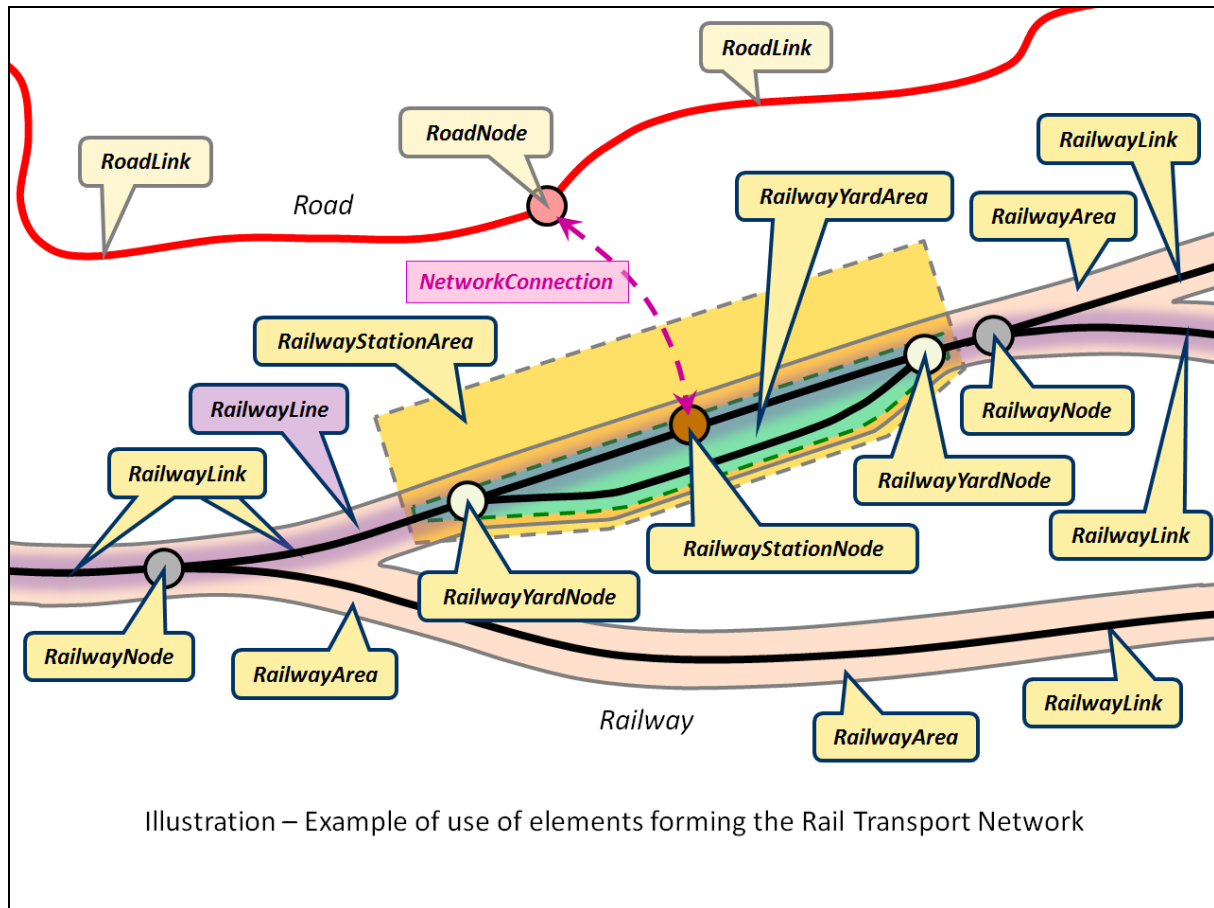 RoadLink
RoadNode
RailwayLink
RoadLink
RailwayYardArea
Road
RailwayArea
NetworkConnection
RailwayStationArea
RailwayLine
RailwayNode
RailwayLink
RailwayYardNode
RailwayLink
RailwayStationNode
RailwayYardNode
RailwayNode
RailwayArea
RailwayLink
Railway
RailwayArea
Illustration – Example of use of elements forming the Rail Transport Network